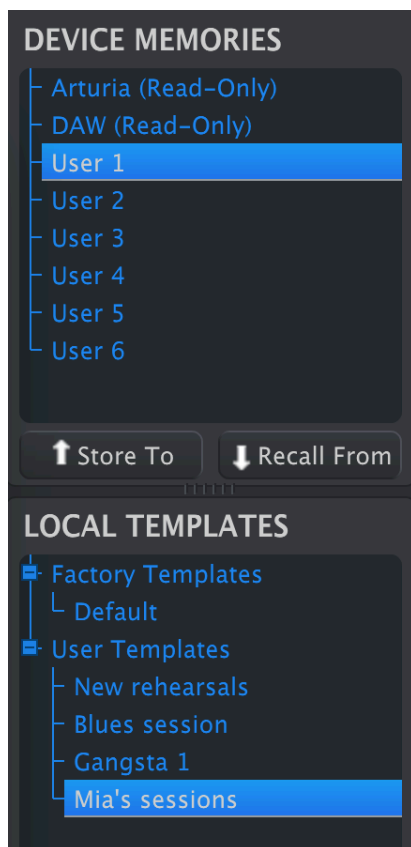 DEVICE MEMORIES
Arturia (Read-Only)
DAW (Read-Only)
User 1
User 2
User 3
User 4
User 5
User 6
Store To
Recall From
LOCAL TEMPLATES
Factory Templates
Default
User Templates
New rehearsals
Blues session
Gangsta 1
Mia's sessions